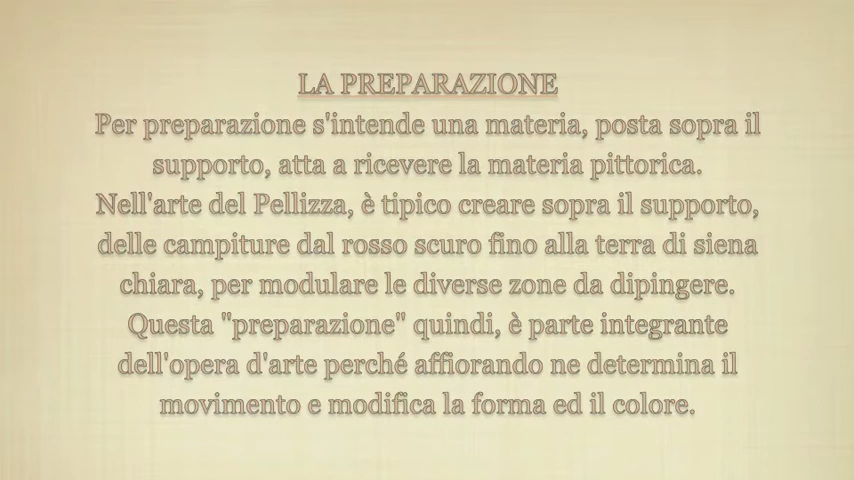 LA PREPARAZIONE
Per preparazione s'intende una materia, posta sopra il
supporto, atta a ricevere la materia pittorica.
Nell'arte del Pellizza, è tipico creare sopra il supporto,
delle campiture dal rosso scuro fino alla terra di siena
chiara, per modulare le diverse zone da dipingere.
Questa "preparazione" quindi, è parte integrante
dell'opera d'arte perché affiorando ne determina il
movimento e modifica la forma ed il colore.